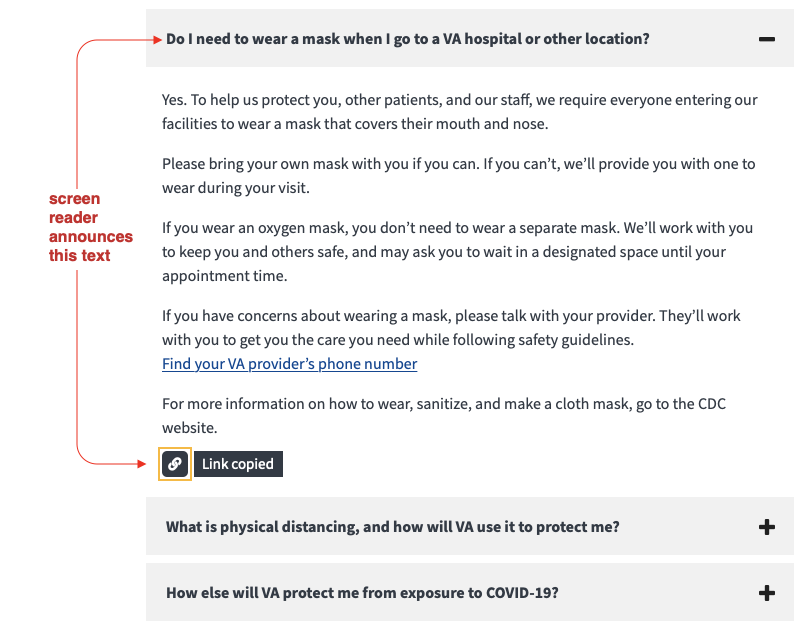 Do I need to wear a mask when I go to a VA hospital or other location?
Yes. To help us protect you, other patients, and our staff, we require everyone entering our
facilities to wear a mask that covers their mouth and nose.
Please bring your own mask with you if you can. If you can’t, we’ll provide you with one to
wear during your visit.
screen
reader
announces
this text
If you wear an oxygen mask, you don’t need to wear a separate mask. We’ll work with you
to keep you and others safe, and may ask you to wait in a designated space until your
appointment time.
If you have concerns about wearing a mask, please talk with your provider. They’ll work
with you to get you the care you need while following safety guidelines.
Find your VA provider’s phone number
For more information on how to wear, sanitize, and make a cloth mask, go to the CDC
website.
Link copied
What is physical distancing, and how will VA use it to protect me?
How else will VA protect me from exposure to COVID-19?